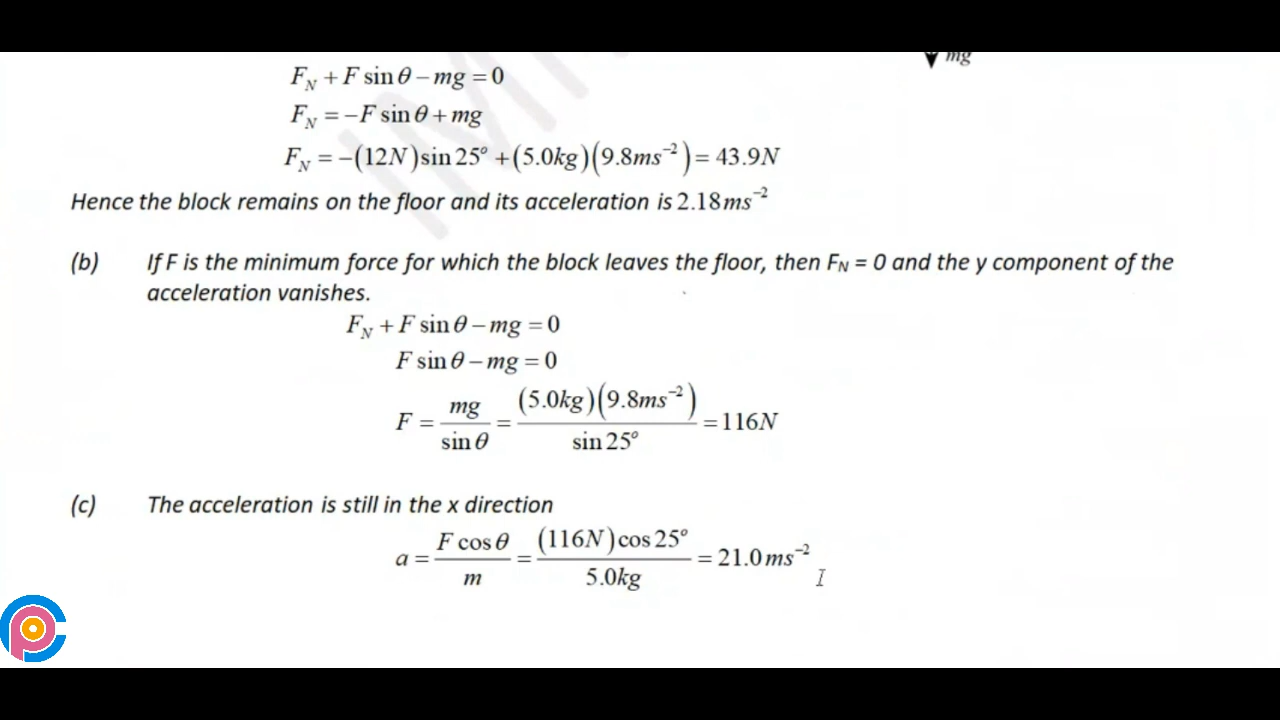 mg
F_N + F sin θ − mg = 0
F_N = −F sin θ + mg
F_N = −(12N) sin 25° + (5.0kg)(9.8ms⁻²) = 43.9N
Hence the block remains on the floor and its acceleration is 2.18ms⁻²
(b) If F is the minimum force for which the block leaves the floor, then F_N = 0 and the y component of the
acceleration vanishes.
F_N + F sin θ − mg = 0
F sin θ − mg = 0
F = mg / sin θ = (5.0kg)(9.8ms⁻²) / sin 25° = 116N
(c) The acceleration is still in the x direction
a = F cos θ / m = (116N) cos 25° / 5.0kg = 21.0ms⁻²